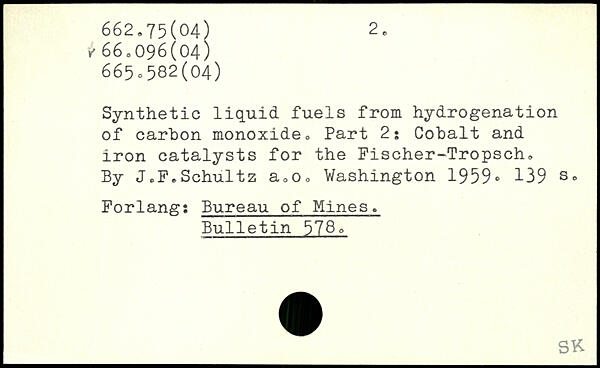 662.75(04) 2.
✓ 66.096(04)
665.582(04)
Synthetic liquid fuels from hydrogenation
of carbon monoxide. Part 2: Cobalt and
iron catalysts for the Fischer-Tropsch.
By J.F.Schultz a.o. Washington 1959. 139 s.
Forlang: Bureau of Mines.
Bulletin 578.
SK